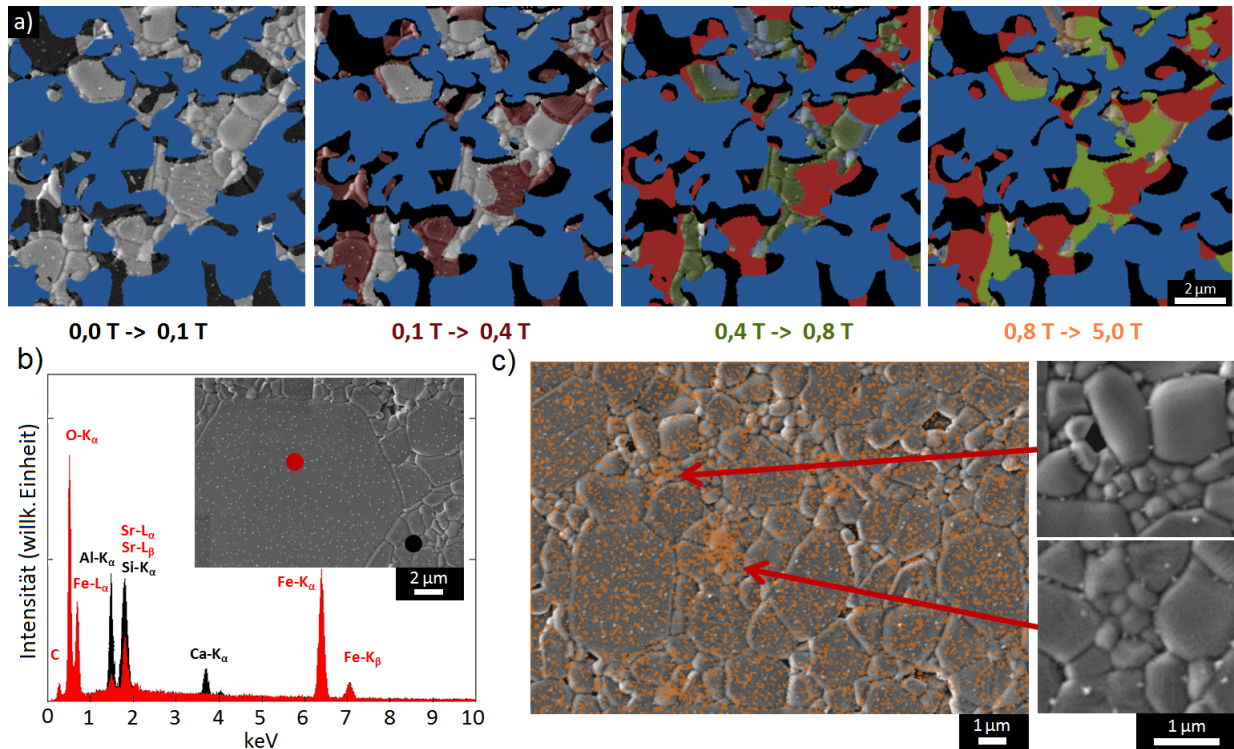 a)
2 µm
0,0 T -> 0,1 T
0,1 T -> 0,4 T
0,4 T -> 0,8 T
0,8 T -> 5,0 T
b)
c)
Intensität (willk. Einheit)
O-Kα
Sr-Lα
Sr-Lβ
Al-Kα
Si-Kα
Fe-Lα
Fe-Kα
2 µm
C
Ca-Kα
Fe-Kβ
0 1 2 3 4 5 6 7 8 9 10
keV
1 µm
1 µm